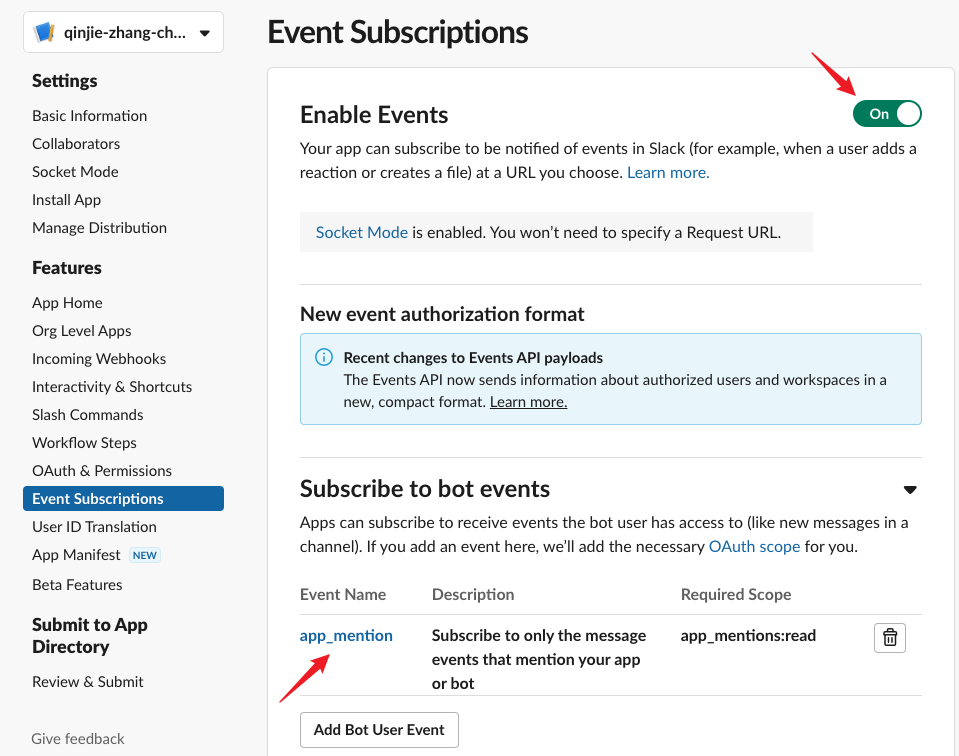 qinjie-zhang-ch...
Settings
Basic Information
Collaborators
Socket Mode
Install App
Manage Distribution
Features
App Home
Org Level Apps
Incoming Webhooks
Interactivity & Shortcuts
Slash Commands
Workflow Steps
OAuth & Permissions
Event Subscriptions
User ID Translation
App Manifest NEW
Beta Features
Submit to App
Directory
Review & Submit
Give feedback
Event Subscriptions
Enable Events
On
Your app can subscribe to be notified of events in Slack (for example, when a user adds a
reaction or creates a file) at a URL you choose. Learn more.
Socket Mode is enabled. You won’t need to specify a Request URL.
New event authorization format
Recent changes to Events API payloads
The Events API now sends information about authorized users and workspaces in a
new, compact format. Learn more.
Subscribe to bot events
Apps can subscribe to receive events the bot user has access to (like new messages in a
channel). If you add an event here, we’ll add the necessary OAuth scope for you.
Event Name Description Required Scope
app_mention Subscribe to only the message app_mentions:read
events that mention your app
or bot
Add Bot User Event